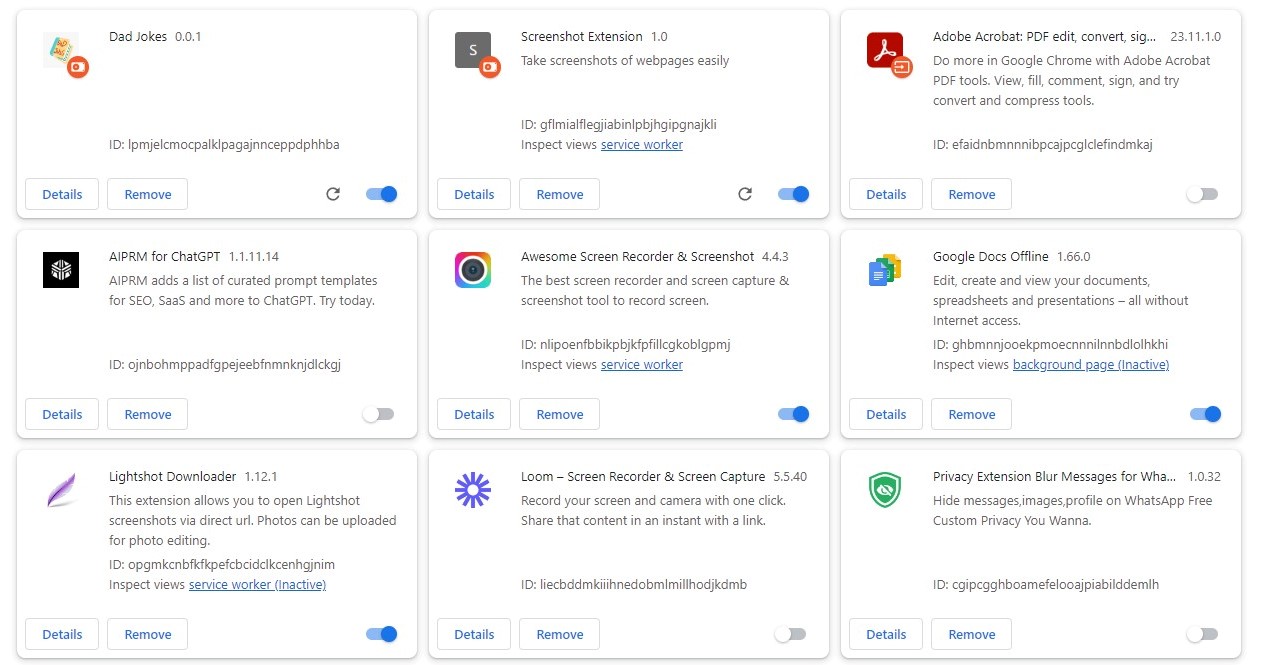 Dad Jokes 0.0.1
ID: lpmjelcmocpalklpagajnnceppdphhba
Details Remove
S
Screenshot Extension 1.0
Take screenshots of webpages easily
ID: gflmialflegjiabinlpbjhgipgnajkli
Inspect views service worker
Details Remove
Adobe Acrobat: PDF edit, convert, sig... 23.11.1.0
Do more in Google Chrome with Adobe Acrobat
PDF tools. View, fill, comment, sign, and try
convert and compress tools.
ID: efaidnbmnnnibpcajpcglclefindmkaj
Details Remove
AIPRM for ChatGPT 1.1.11.14
AIPRM adds a list of curated prompt templates
for SEO, SaaS and more to ChatGPT. Try today.
ID: ojnbohmppadfgpejeebfnmnknjdlckgj
Details Remove
Awesome Screen Recorder & Screenshot 4.4.3
The best screen recorder and screen capture &
screenshot tool to record screen.
ID: nlipoenfbbikpbjkfpfillcgkoblgpmj
Inspect views service worker
Details Remove
Google Docs Offline 1.66.0
Edit, create and view your documents,
spreadsheets and presentations – all without
Internet access.
ID: ghbmnnjooekpmoecnnnilnnbdlolhkhi
Inspect views background page (Inactive)
Details Remove
Lightshot Downloader 1.12.1
This extension allows you to open Lightshot
screenshots via direct url. Photos can be uploaded
for photo editing.
ID: opgmkcnbfkfkpefcbcidclkcenhgjnim
Inspect views service worker (Inactive)
Details Remove
Loom – Screen Recorder & Screen Capture 5.5.40
Record your screen and camera with one click.
Share that content in an instant with a link.
ID: liecbddmkiiihnedobmlmillhodjkdmb
Details Remove
Privacy Extension Blur Messages for Wha... 1.0.32
Hide messages,images,profile on WhatsApp Free
Custom Privacy You Wanna.
ID: cgipcgghboamefelooajpiabilddemlh
Details Remove